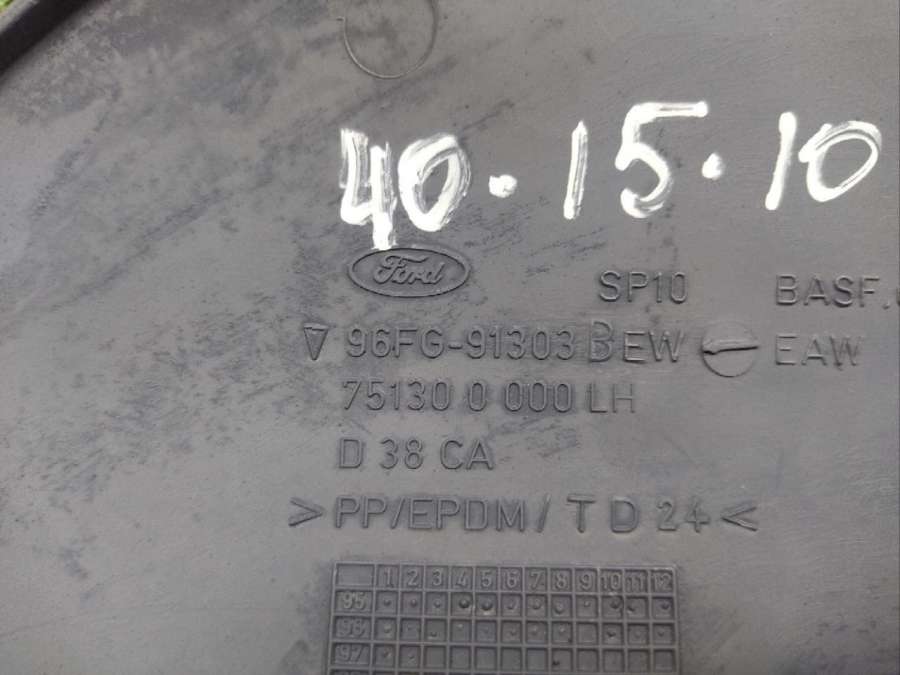 40.15.10
Ford
SP10 BASF.
96FG-91303 BEW EAW
75130 0 000 LH
D 38 CA
>PP/EPDM/TD24<
1 2 3 4 5 6 7 8 9 10 11 12
95
96
97